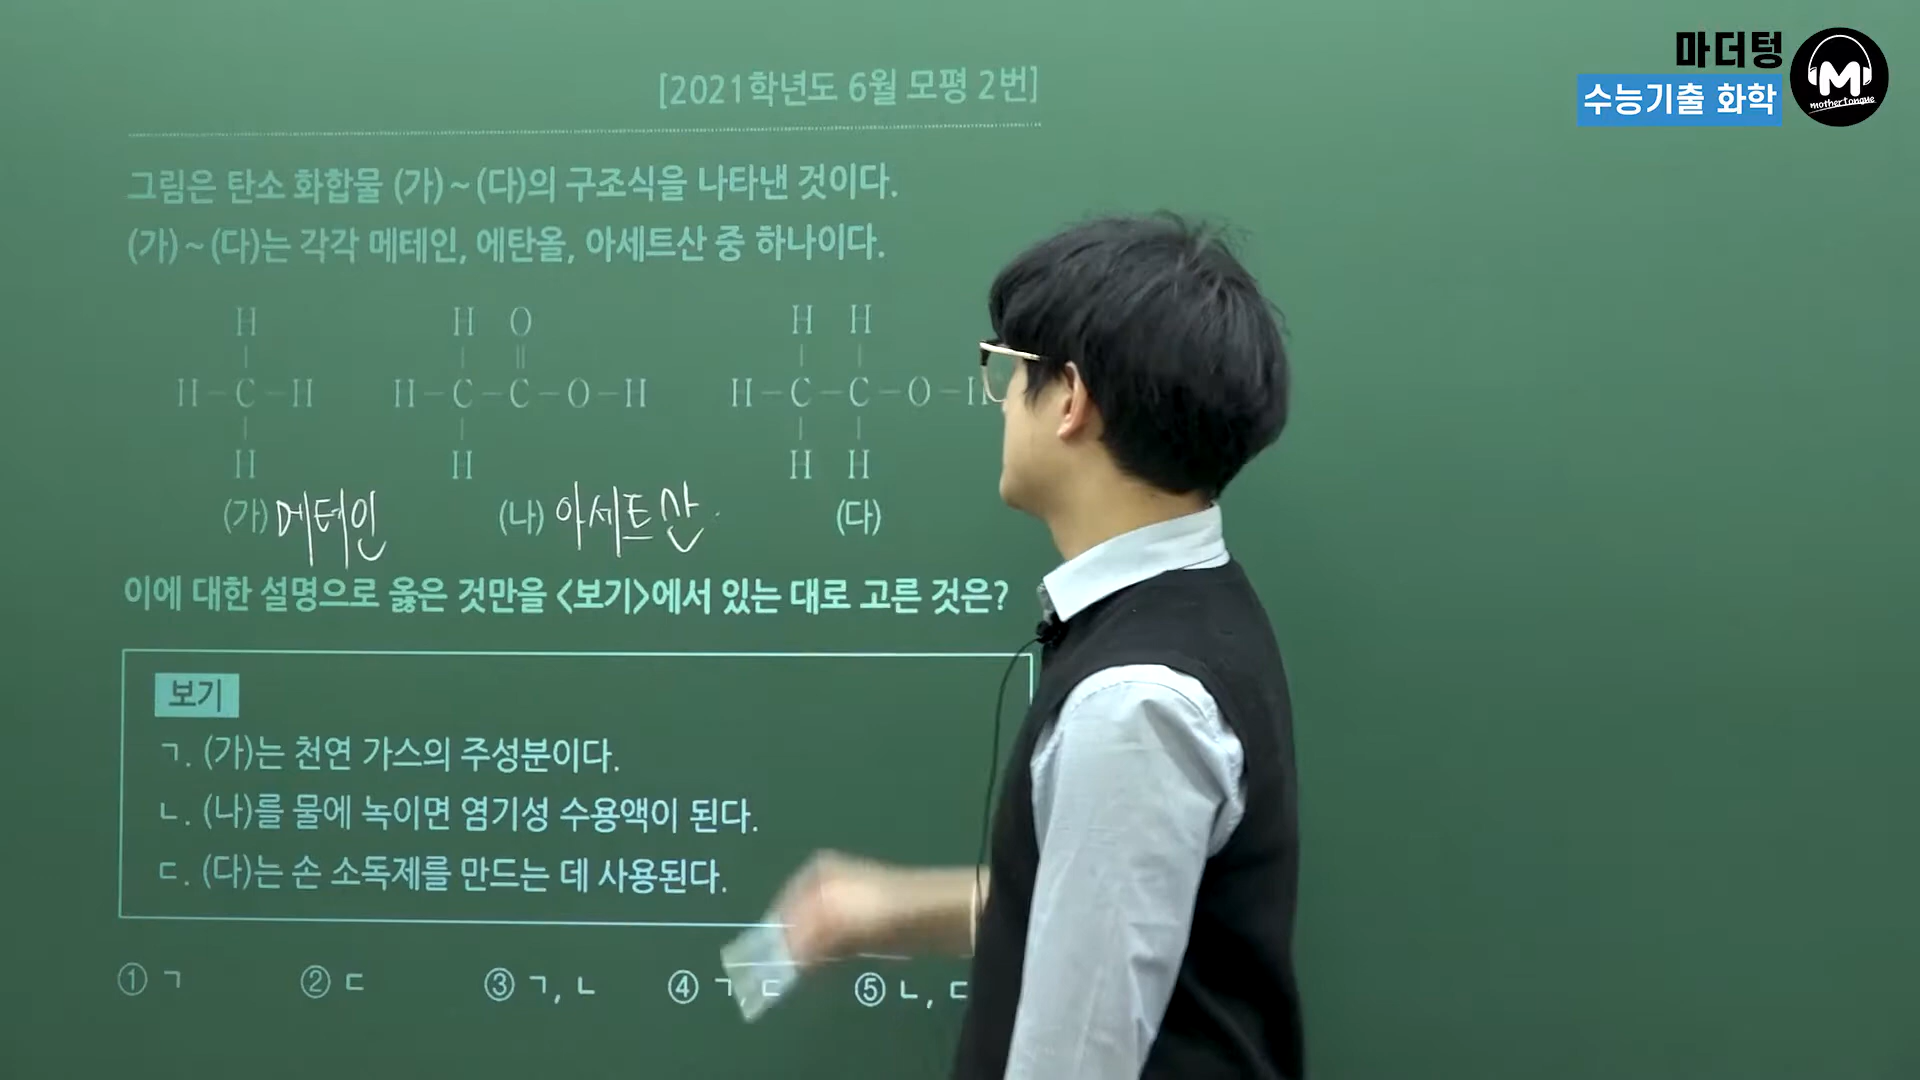 마더텅
수능기출 화학
M
mothertongue
[2021학년도 6월 모평 2번]
그림은 탄소 화합물 (가)~(다)의 구조식을 나타낸 것이다.
(가)~(다)는 각각 메테인, 에탄올, 아세트산 중 하나이다.
H H O H H
H-C-H H-C-C-O-H H-C-C-O-H
H H H H
(가) 메테인 (나) 아세트산 (다)
이에 대한 설명으로 옳은 것만을 <보기>에서 있는 대로 고른 것은?
보기
ㄱ. (가)는 천연 가스의 주성분이다.
ㄴ. (나)를 물에 녹이면 염기성 수용액이 된다.
ㄷ. (다)는 손 소독제를 만드는 데 사용된다.
① ㄱ ② ㄷ ③ ㄱ, ㄴ ④ ㄱ, ㄷ ⑤ ㄴ, ㄷ